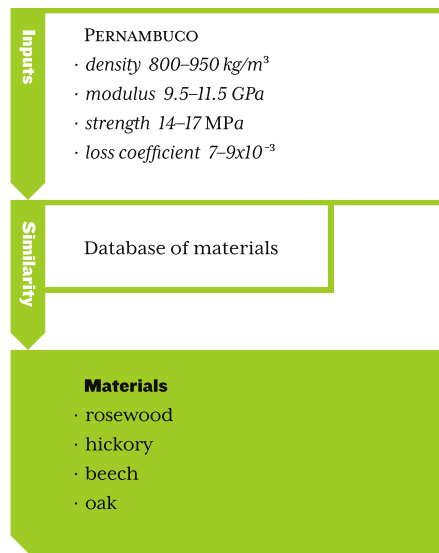 Inputs
PERNAMBUCO
· density 800–950 kg/m³
· modulus 9.5–11.5 GPa
· strength 14–17 MPa
· loss coefficient 7–9x10⁻³
Similarity
Database of materials
Materials
· rosewood
· hickory
· beech
· oak